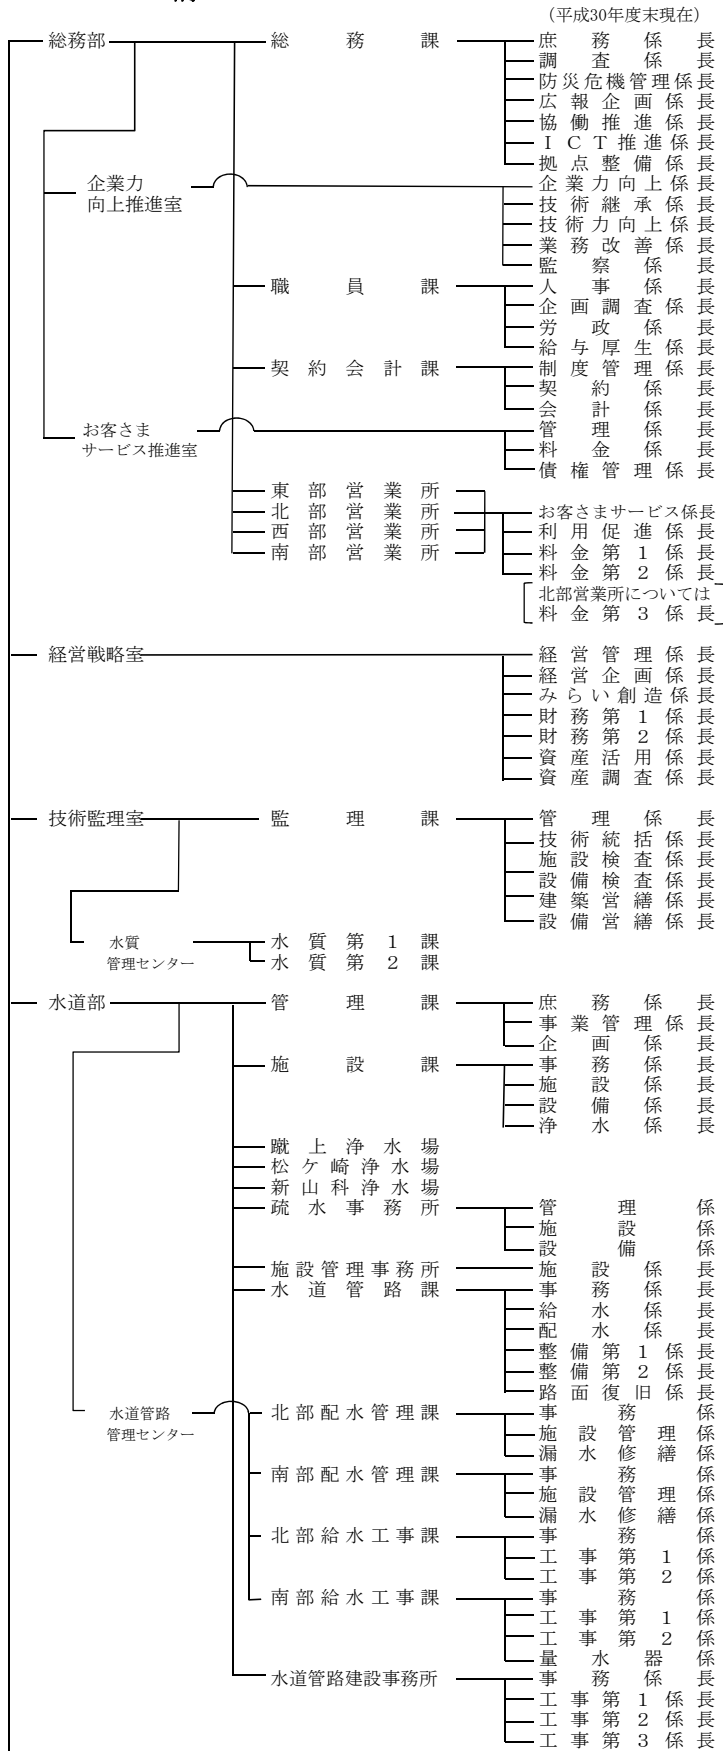 (平成30年度末現在)
総務部 総務課 庶務係長
調査係長
防災危機管理係長
広報企画係長
協働推進係長
ＩＣＴ推進係長
拠点整備係長
企業力 企業力向上係長
向上推進室 技術継承係長
技術力向上係長
業務改善係長
監察係長
職員課 人事係長
企画調査係長
労政係長
給与厚生係長
契約会計課 制度管理係長
契約係長
会計係長
お客さま 管理係長
サービス推進室 料金係長
債権管理係長
東部営業所
北部営業所 お客さまサービス係長
西部営業所 利用促進係長
南部営業所 料金第１係長
料金第２係長
北部営業所については
料金第３係長
経営戦略室 経営管理係長
経営企画係長
みらい創造係長
財務第１係長
財務第２係長
資産活用係長
資産調査係長
技術監理室 監理課 管理係長
技術統括係長
施設検査係長
設備検査係長
建築営繕係長
設備営繕係長
水質 水質第１課
管理センター 水質第２課
水道部 管理課 庶務係長
事業管理係長
企画係長
施設課 事務係長
施設係長
設備係長
浄水係長
蹴上浄水場
松ケ崎浄水場
新山科浄水場
疏水事務所 管理係
施設係
設備係
施設管理事務所 施設係長
水道管路課 事務係長
給水係長
配水係長
整備第１係長
整備第２係長
路面復旧係長
水道管路 北部配水管理課 事務係
管理センター 施設管理係
漏水修繕係
南部配水管理課 事務係
施設管理係
漏水修繕係
北部給水工事課 事務係
工事第１係
工事第２係
南部給水工事課 事務係
工事第１係
工事第２係
量水器係
水道管路建設事務所 事務係長
工事第１係長
工事第２係長
工事第３係長